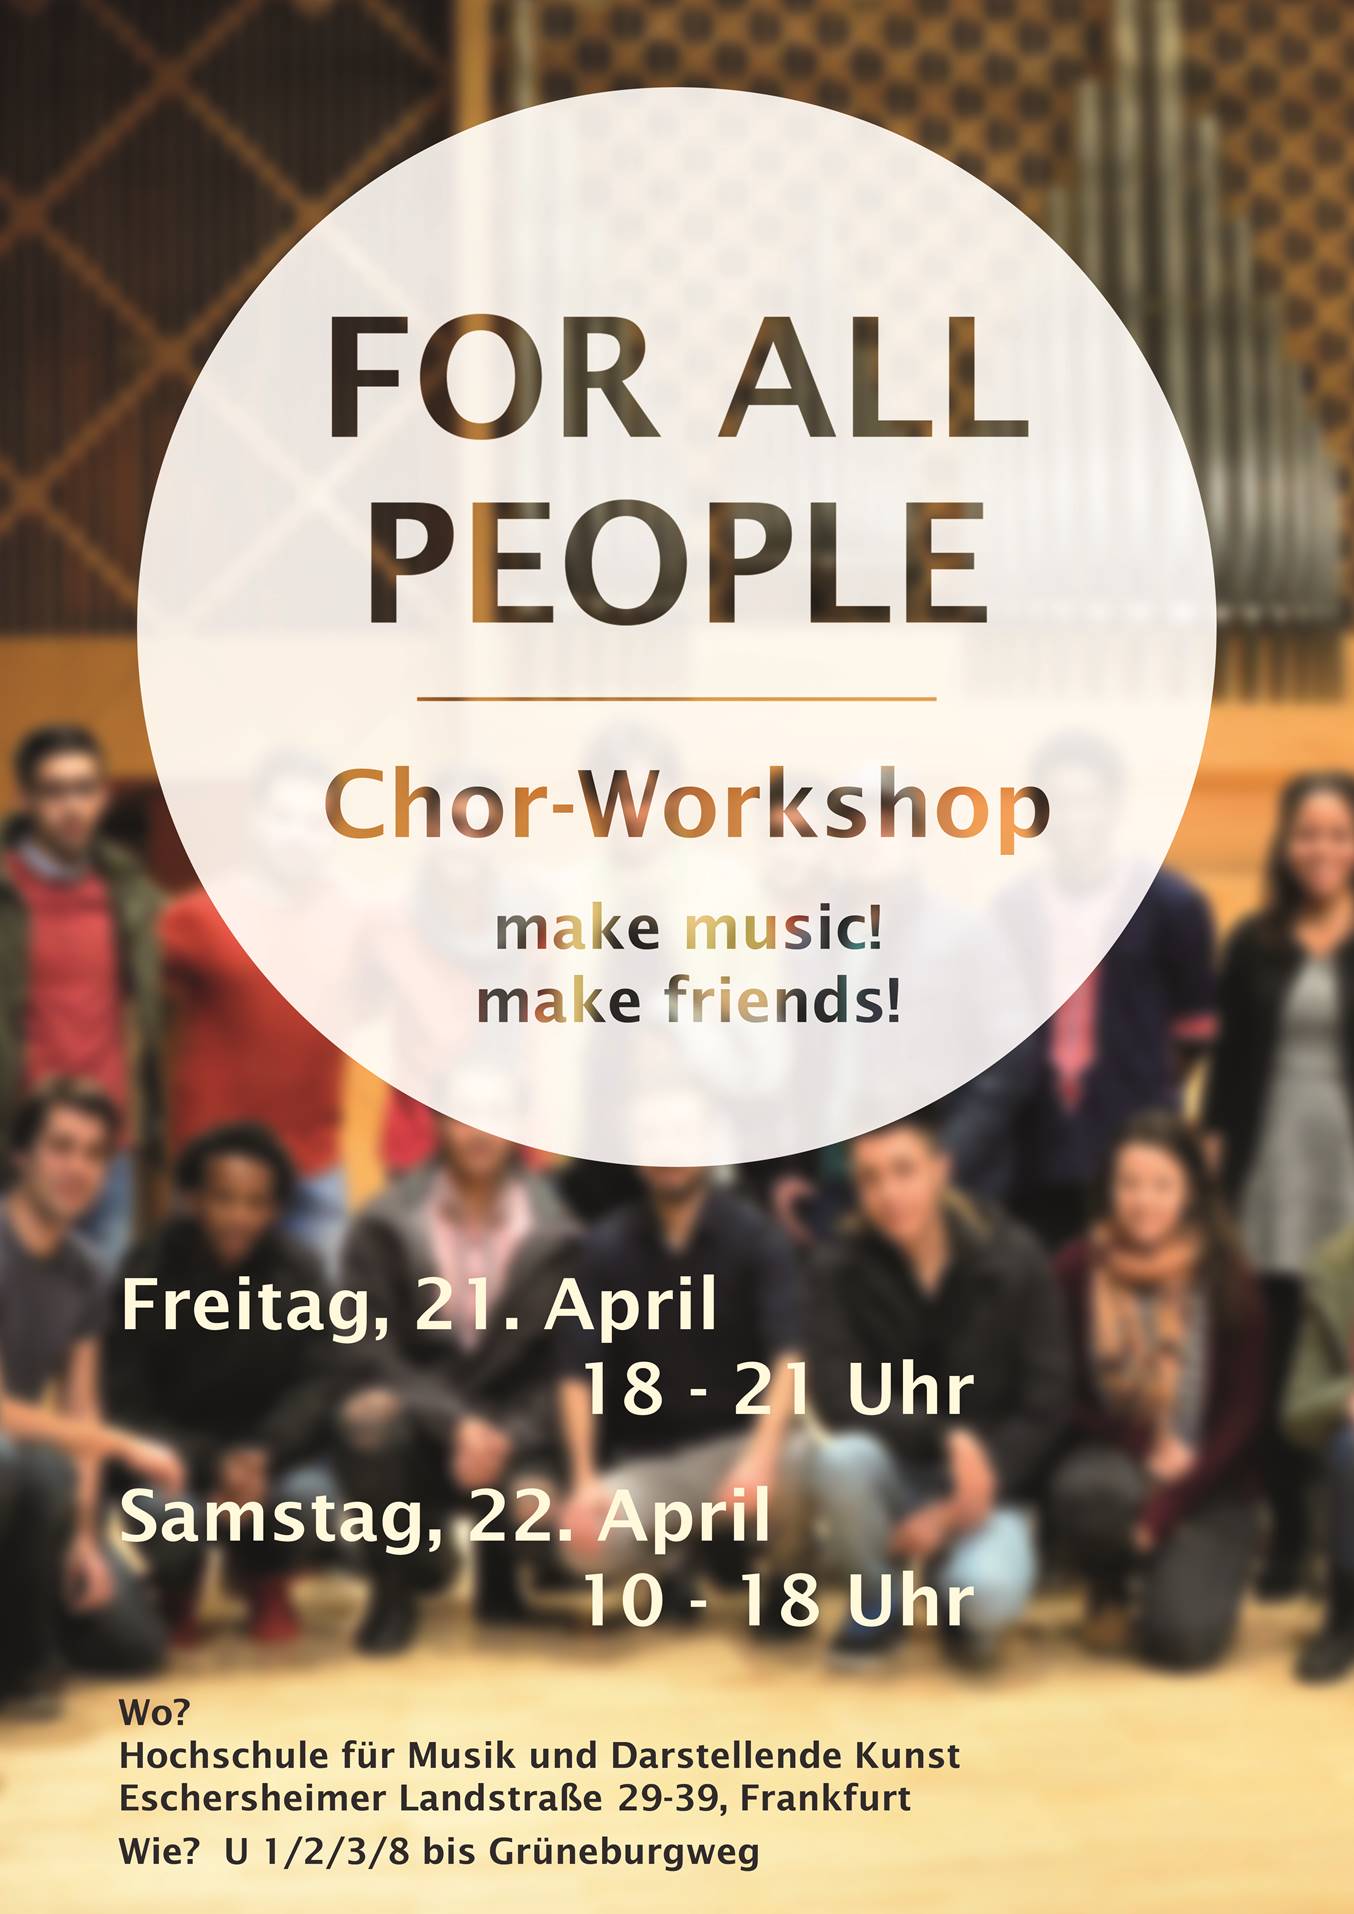 FOR ALL
PEOPLE
Chor-Workshop
make music!
make friends!
Freitag, 21. April
18 - 21 Uhr
Samstag, 22. April
10 - 18 Uhr
Wo?
Hochschule für Musik und Darstellende Kunst
Eschersheimer Landstraße 29-39, Frankfurt
Wie? U 1/2/3/8 bis Grüneburgweg